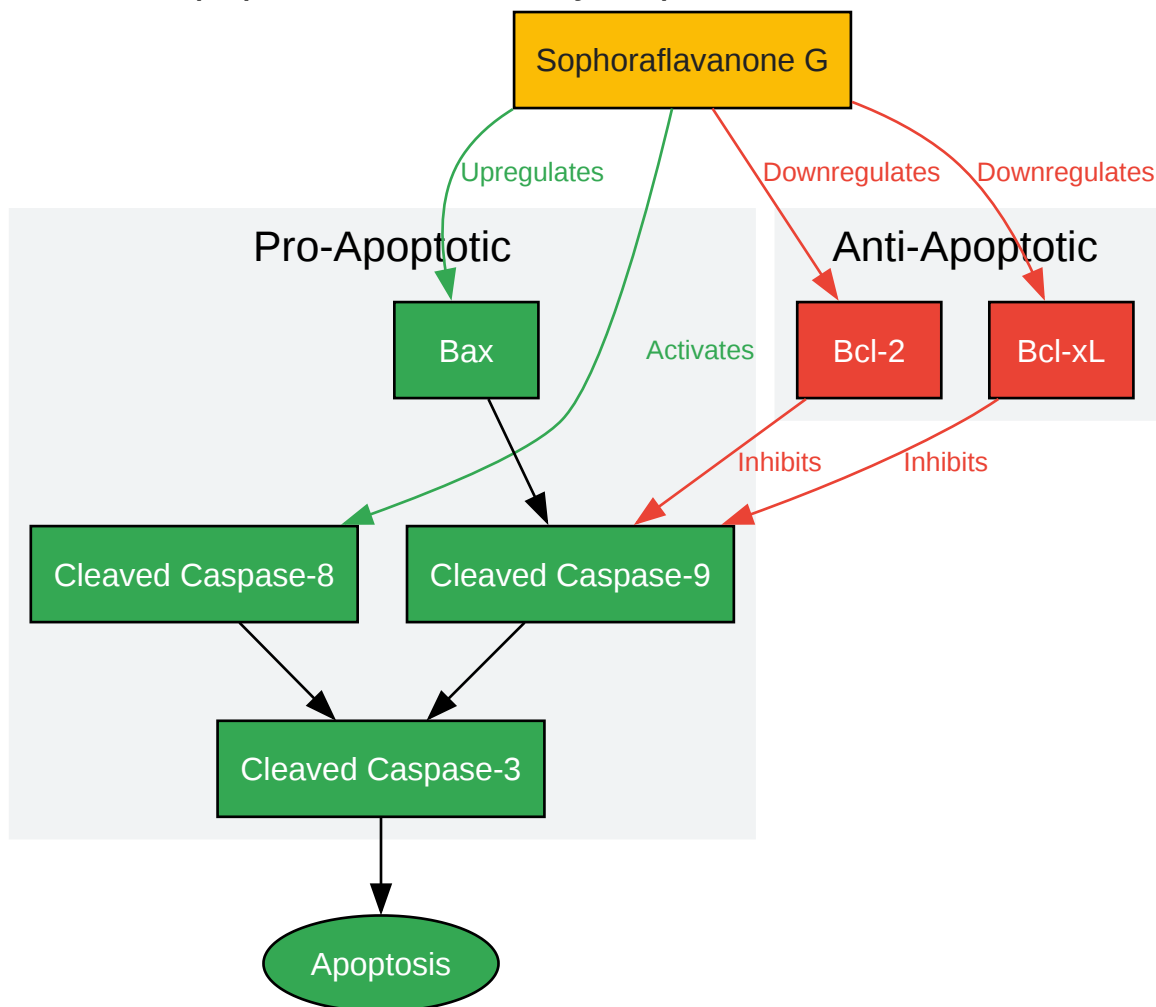 Sophoraflavanone G
Upregulates
Downregulates
Downregulates
Pro-Apoptotic
Anti-Apoptotic
Bax
Activates
Bcl-2
Bcl-xL
Inhibits
Inhibits
Cleaved Caspase-8
Cleaved Caspase-9
Cleaved Caspase-3
Apoptosis